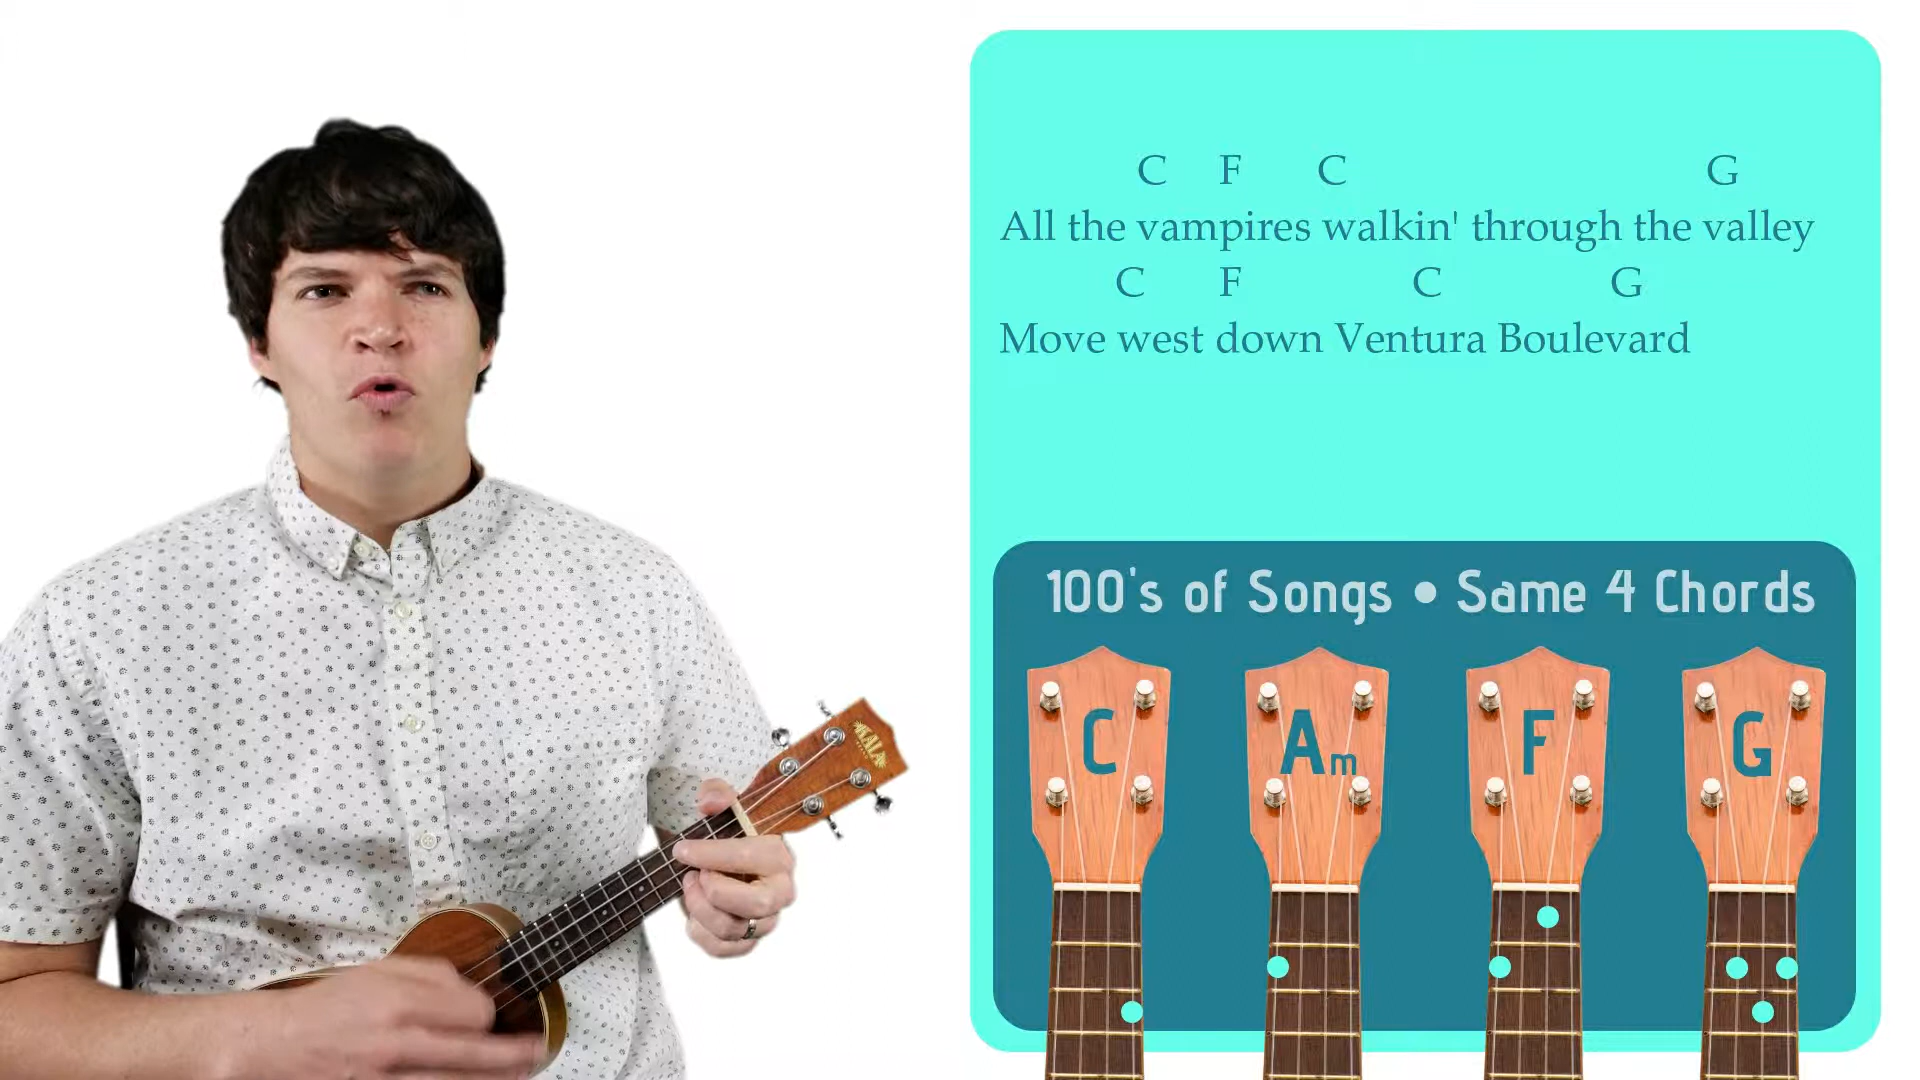 C F C G
All the vampires walkin' through the valley
C F C G
Move west down Ventura Boulevard
100's of Songs • Same 4 Chords
C Am F G
KALA